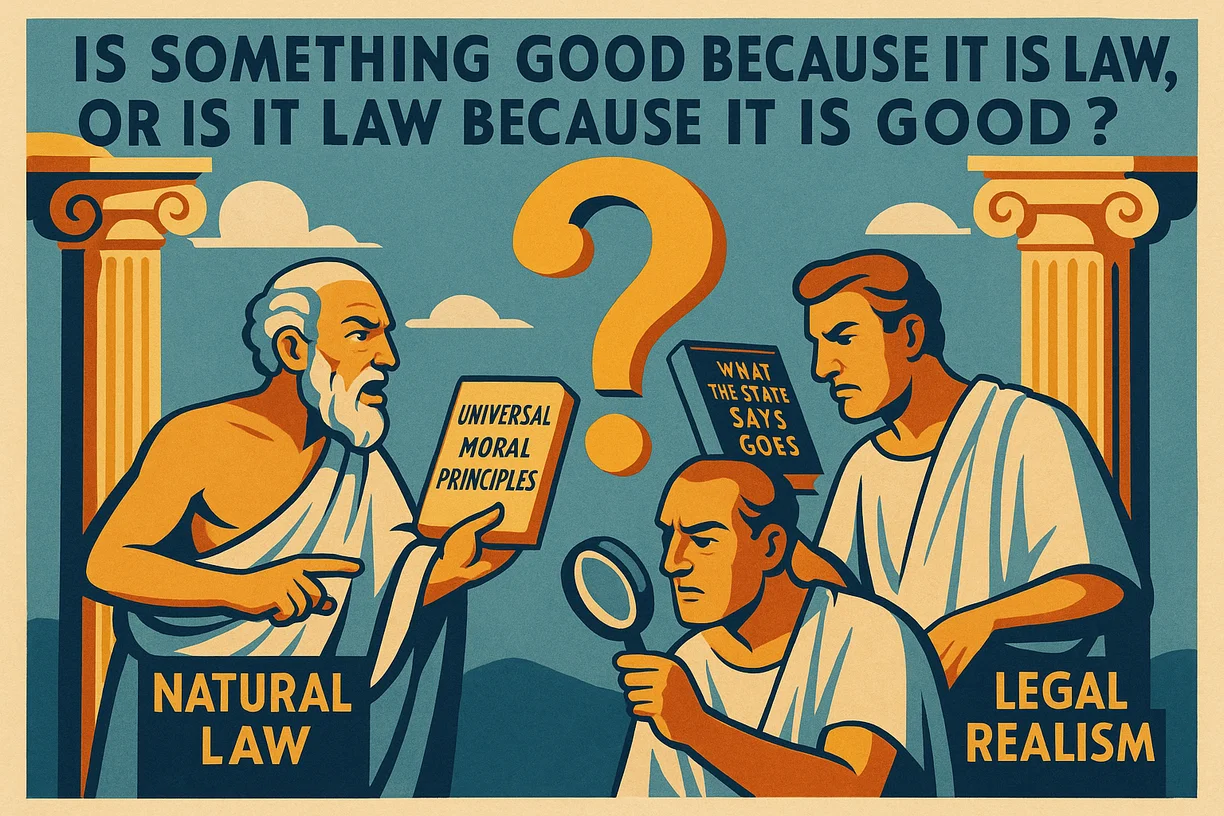 IS SOMETHING GOOD BECAUSE IT IS LAW,
OR IS IT LAW BECAUSE IT IS GOOD?
UNIVERSAL
MORAL
PRINCIPLES
WNAT
THE STATE
SAYS
GOES
NATURAL
LAW
LEGAL
REALISM